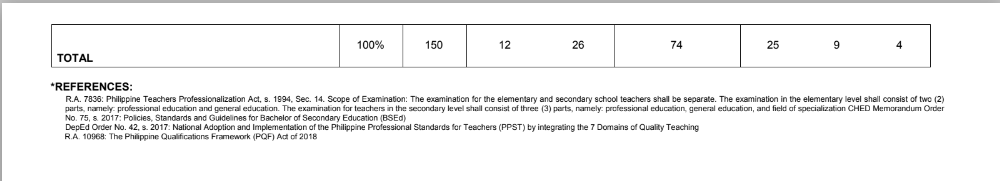 100% 150 12 26 74 25 9 4
TOTAL
*REFERENCES:
R.A. 7836: Philippine Teachers Professionalization Act, s. 1994, Sec. 14. Scope of Examination: The examination for the elementary and secondary school teachers shall be separate. The examination in the elementary level shall consist of two (2)
parts, namely: professional education and general education. The examination for teachers in the secondary level shall consist of three (3) parts, namely: professional education, general education, and field of specialization CHED Memorandum Order
No. 75, s. 2017: Policies, Standards and Guidelines for Bachelor of Secondary Education (BSEd)
DepEd Order No. 42, s. 2017: National Adoption and Implementation of the Philippine Professional Standards for Teachers (PPST) by integrating the 7 Domains of Quality Teaching
R.A. 10968: The Philippine Qualifications Framework (PQF) Act of 2018